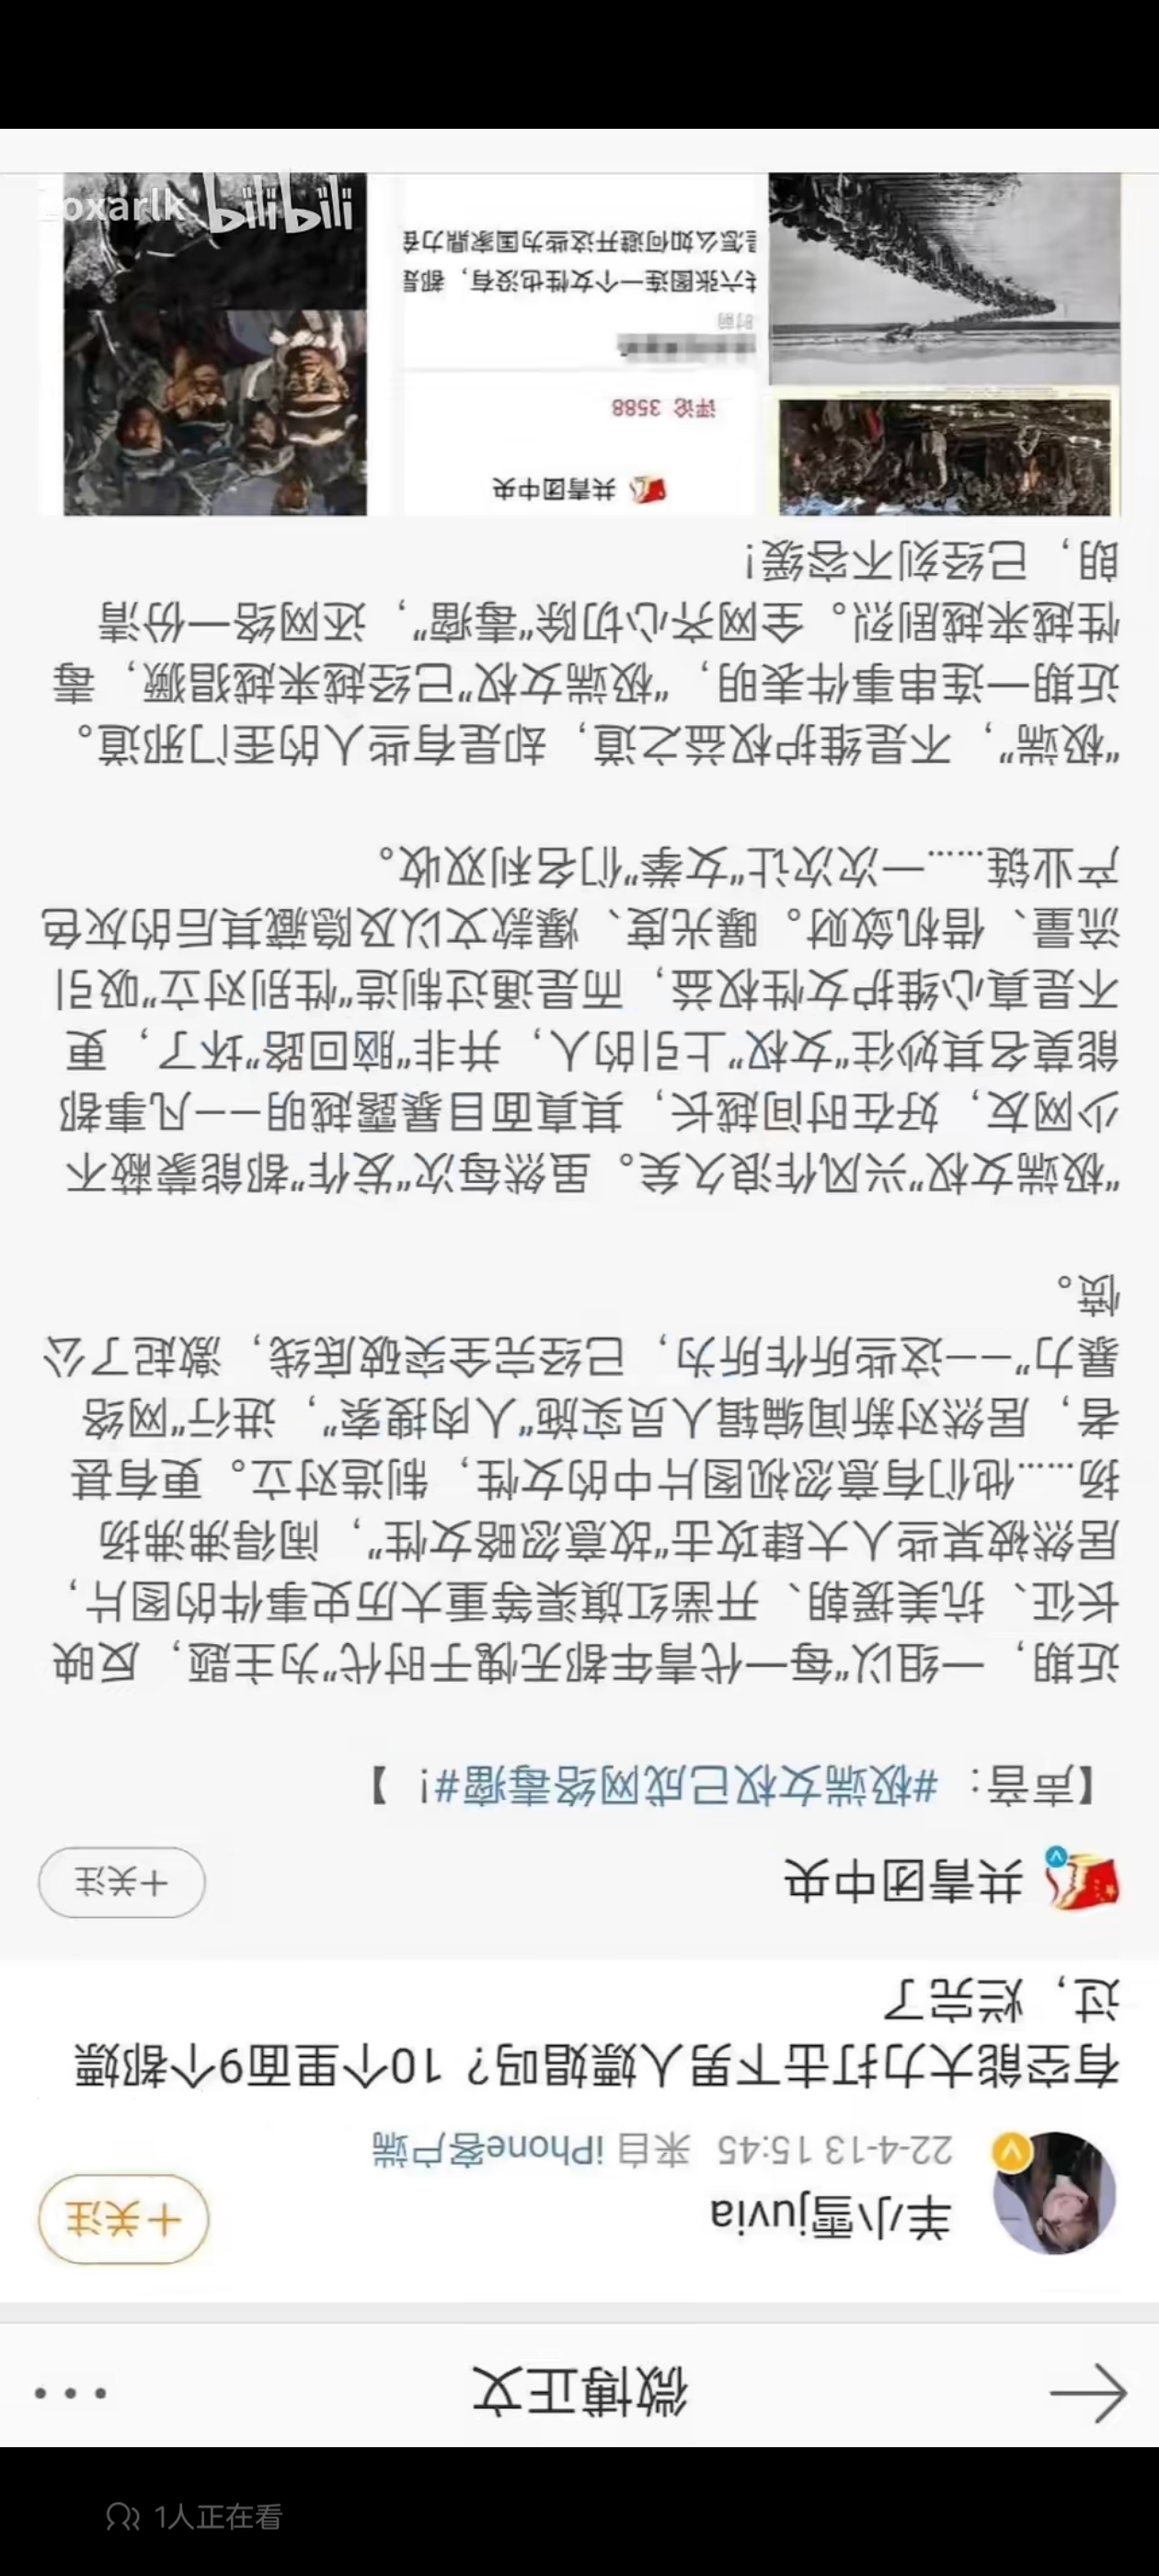 1人正在看
微博正文
羊小雪juvia
+关注
22-4-13 15:45 来自 iPhone客户端
有空能大力打击下男人嫖娼吗？10个里面9个都嫖
过，烂完了
共青团中央
+关注
【声音：#极端女权已成网络毒瘤#！】
近期，一组以“每一代青年都无愧于时代”为主题，反映
长征、抗美援朝、开凿红旗渠等重大历史事件的图片，
居然被某些人大肆攻击“故意忽略女性”，闹得沸沸扬
扬……他们有意忽视图片中的女性，制造对立。更有甚
者，居然对新闻编辑人员实施“人肉搜索”，进行“网络
暴力”——这些所作所为，已经完全突破底线，激起了公
愤。
“极端女权”兴风作浪久矣。虽然每次“发作”都能蒙蔽不
少网友，好在时间越长，其真面目暴露越明——凡事都
能莫名其妙往“女权”上引的人，并非“脑回路”坏了，更
不是真心维护女性权益，而是通过制造“性别对立”吸引
流量、借机敛财。曝光度、爆款文以及隐藏其后的灰色
产业链……一次次让“女拳”们名利双收。
“极端”，不是维护权益之道，却是有些人的歪门邪道。
近期一连串事件表明，“极端女权”已经越来越猖獗，毒
性越来越剧烈。全网齐心切除“毒瘤”，还网络一份清
朗，已经刻不容缓！
共青团中央
评论 3588
时前
六张图连一个女性也没有，都是
怎么如何避开这些为国家鼎力奋
bilibili